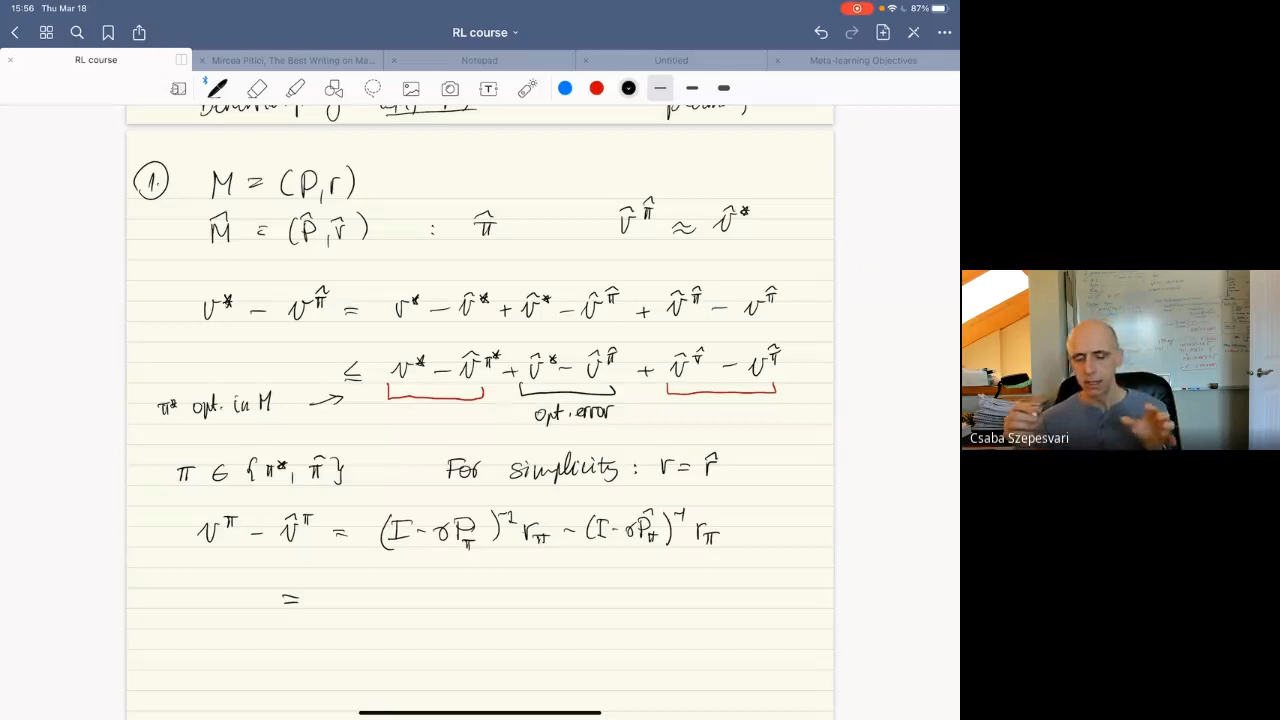 15:56 Thu Mar 18
87%
RL course
RL course
Mircea Pitici, The Best Writing on Ma...
Notepad
Untitled
Meta-learning Objectives
1. M = (P, r)
M̂ = (P̂, r̂) : π̂ v̂^π̂ ≈ v̂*
v* - v^π̂ = v* - v̂* + v̂* - v̂^π̂ + v̂^π̂ - v^π̂
≤ v* - v̂^π* + v̂* - v̂^π̂ + v̂^π̂ - v^π̂
π* opt. in M →
opt. error
π ∈ {π*, π̂} For simplicity: r = r̂
v^π - v̂^π = (I - γP_π)^-1 r_π - (I - γP̂_π)^-1 r_π
=
Csaba Szepesvari